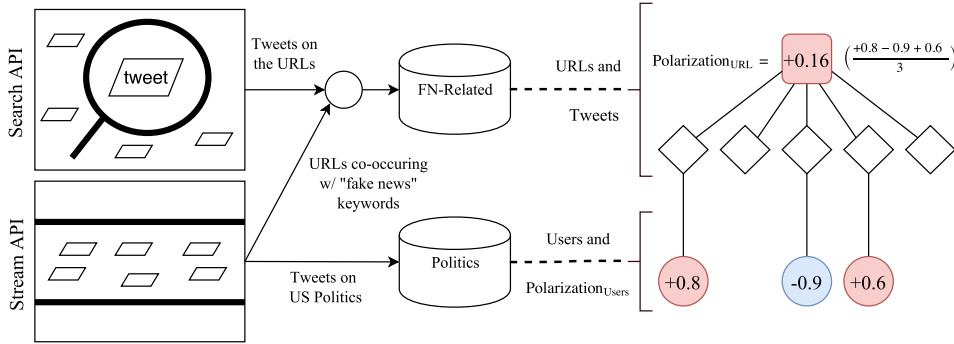 Search API
tweet
Tweets on
the URLs
FN-Related
URLs and
Tweets
Polarization_URL = +0.16 (+0.8 − 0.9 + 0.6 / 3)
URLs co-occuring
w/ "fake news"
keywords
Stream API
Tweets on
US Politics
Politics
Users and
Polarization_Users
+0.8
-0.9
+0.6